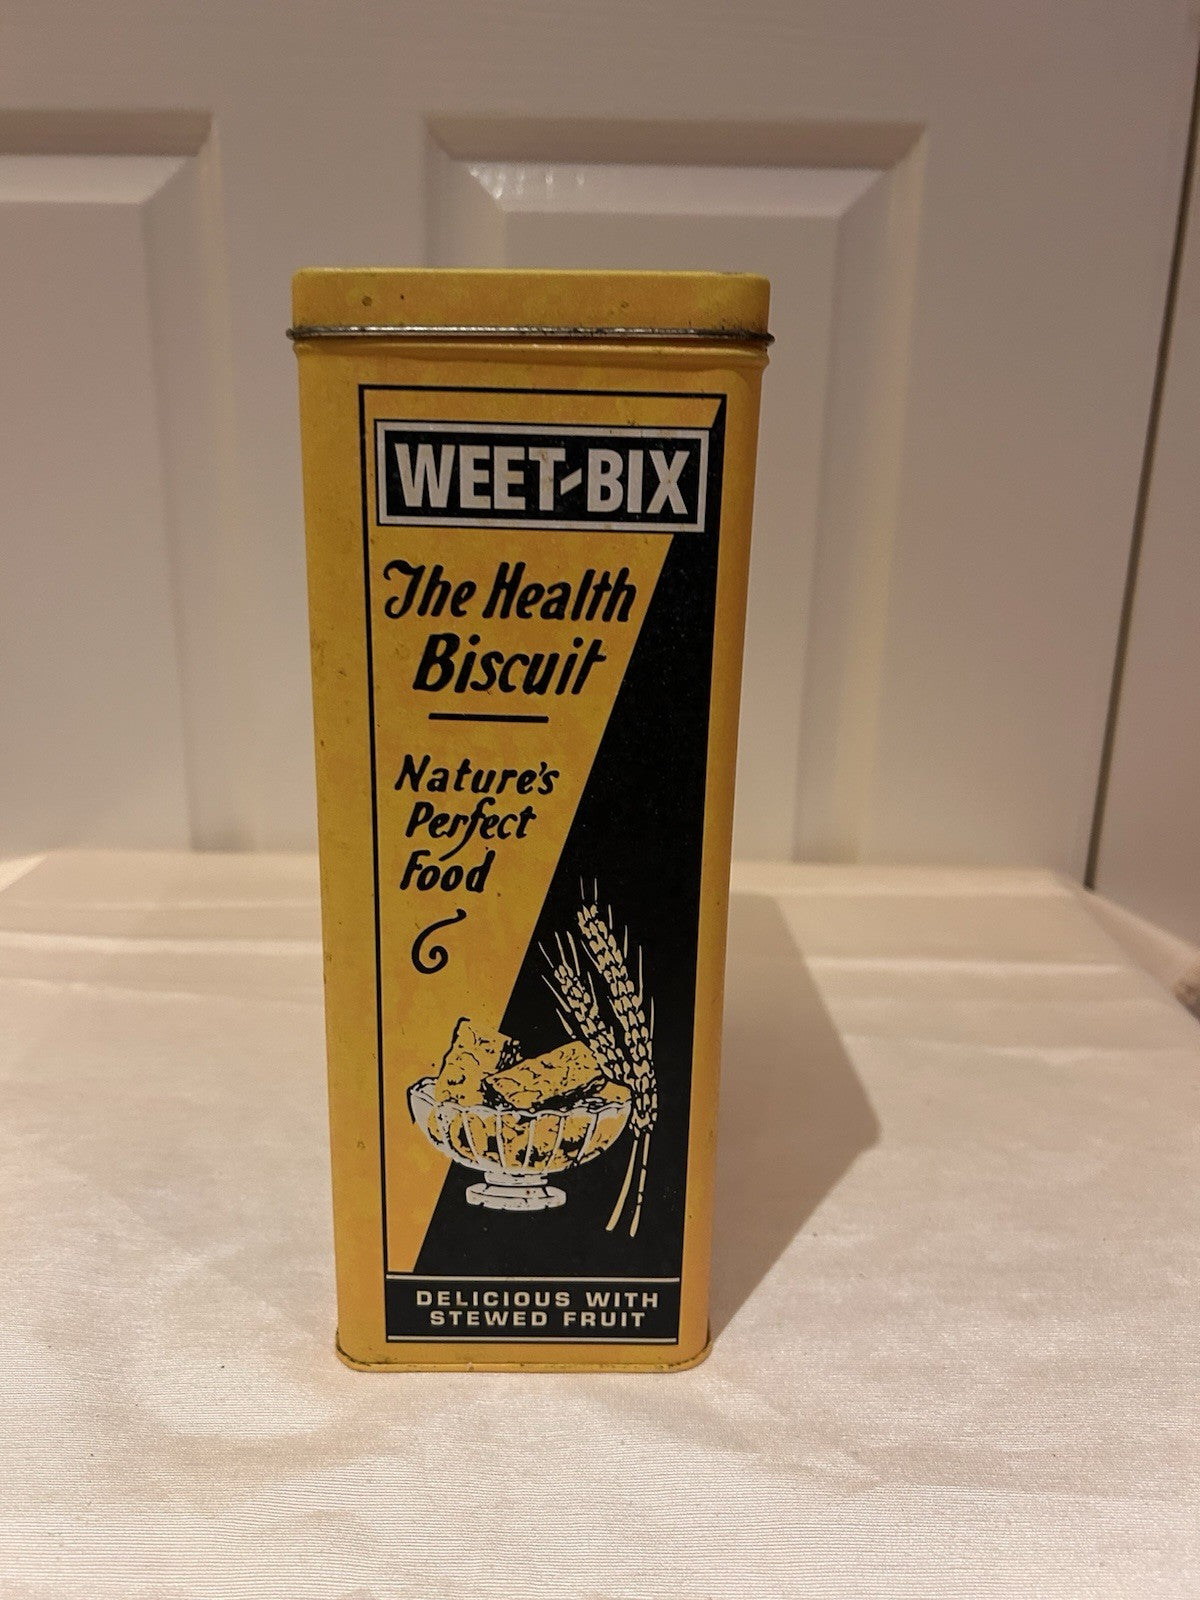 WEET-BIX
The Health
Biscuit
Nature's
Perfect
Food
DELICIOUS WITH
STEWED FRUIT